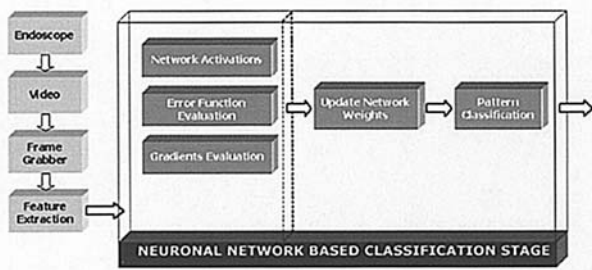 Endoscope
Video
Frame
Grabber
Feature
Extraction
Network Activations
Error Function
Evaluation
Gradients Evaluation
Update Network
Weights
Pattern
Classification
NEURONAL NETWORK BASED CLASSIFICATION STAGE